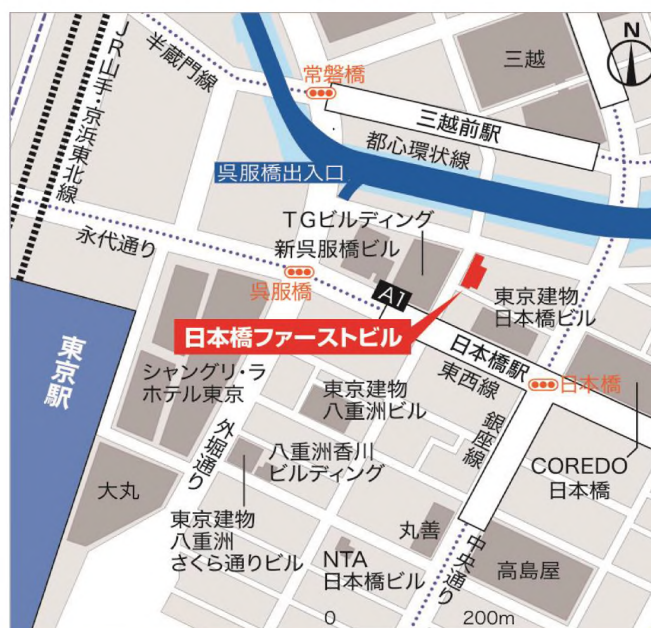 N
半蔵門線
JR山手・京浜東北線
常磐橋
三越
三越前駅
都心環状線
呉服橋出入口
TGビルディング
新呉服橋ビル
永代通り
呉服橋
A1
日本橋ファーストビル
東京建物
日本橋ビル
日本橋駅
東西線
日本橋
東京駅
シャングリ・ラ
ホテル東京
東京建物
八重洲ビル
銀座線
外堀通り
八重洲香川
ビルディング
COREDO
日本橋
大丸
東京建物
八重洲
さくら通りビル
丸善
NTA
日本橋ビル
中央通り
高島屋
0 200m